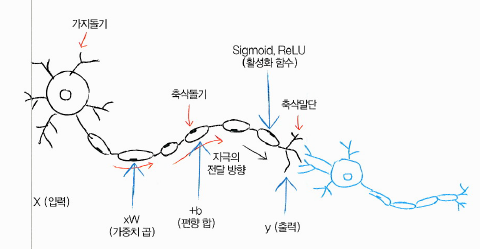 가지돌기
Sigmoid, ReLU
(활성화 함수)
축삭돌기
축삭말단
자극의
전달 방향
X (입력)
xW
(가중치 곱)
+b
(편향 합)
y (출력)